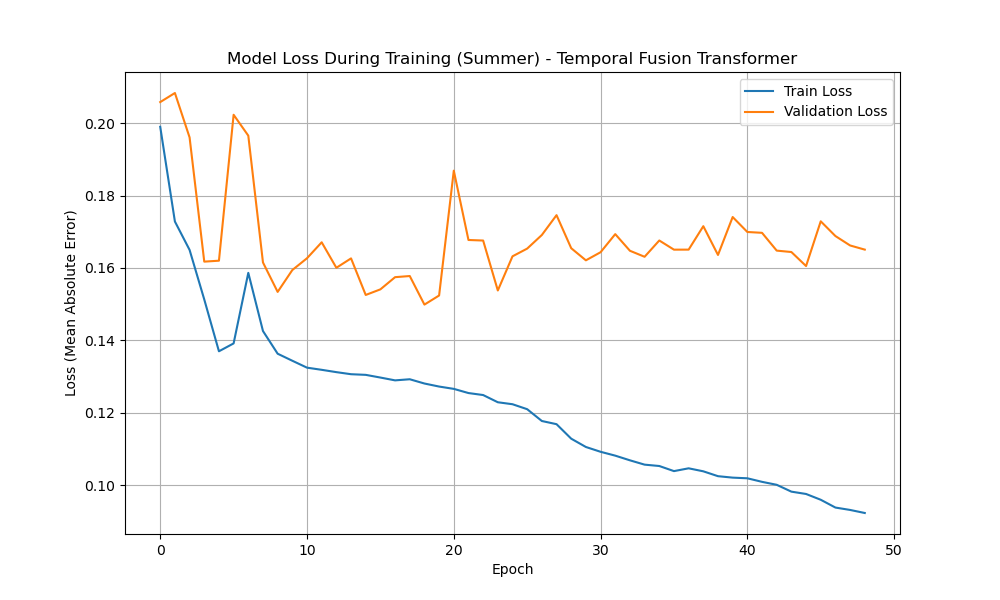 Model Loss During Training (Summer) - Temporal Fusion Transformer
Train Loss
Validation Loss
Loss (Mean Absolute Error)
0.20
0.18
0.16
0.14
0.12
0.10
0
10
20
30
40
50
Epoch